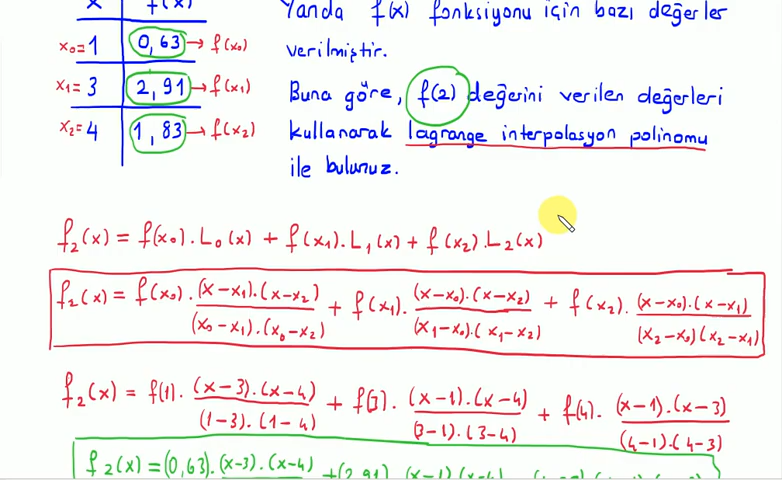 x f(x)
Yanda f(x) fonksiyonu için bazı değerler
x₀=1 0,63 → f(x₀)
verilmiştir.
x₁=3 2,91 → f(x₁)
Buna göre, f(2) değerini verilen değerleri
x₂=4 1,83 → f(x₂)
kullanarak lagrange interpolasyon polinomu
ile bulunuz.
f₂(x) = f(x₀).L₀(x) + f(x₁).L₁(x) + f(x₂).L₂(x)
f₂(x) = f(x₀). (x-x₁).(x-x₂) / (x₀-x₁).(x₀-x₂) + f(x₁). (x-x₀).(x-x₂) / (x₁-x₀).(x₁-x₂) + f(x₂). (x-x₀).(x-x₁) / (x₂-x₀)(x₂-x₁)
f₂(x) = f(1). (x-3).(x-4) / (1-3).(1-4) + f(3). (x-1).(x-4) / (3-1).(3-4) + f(4). (x-1).(x-3) / (4-1).(4-3)
f₂(x) = (0,63). (x-3).(x-4) + (2,91) (x-1)(x-4)